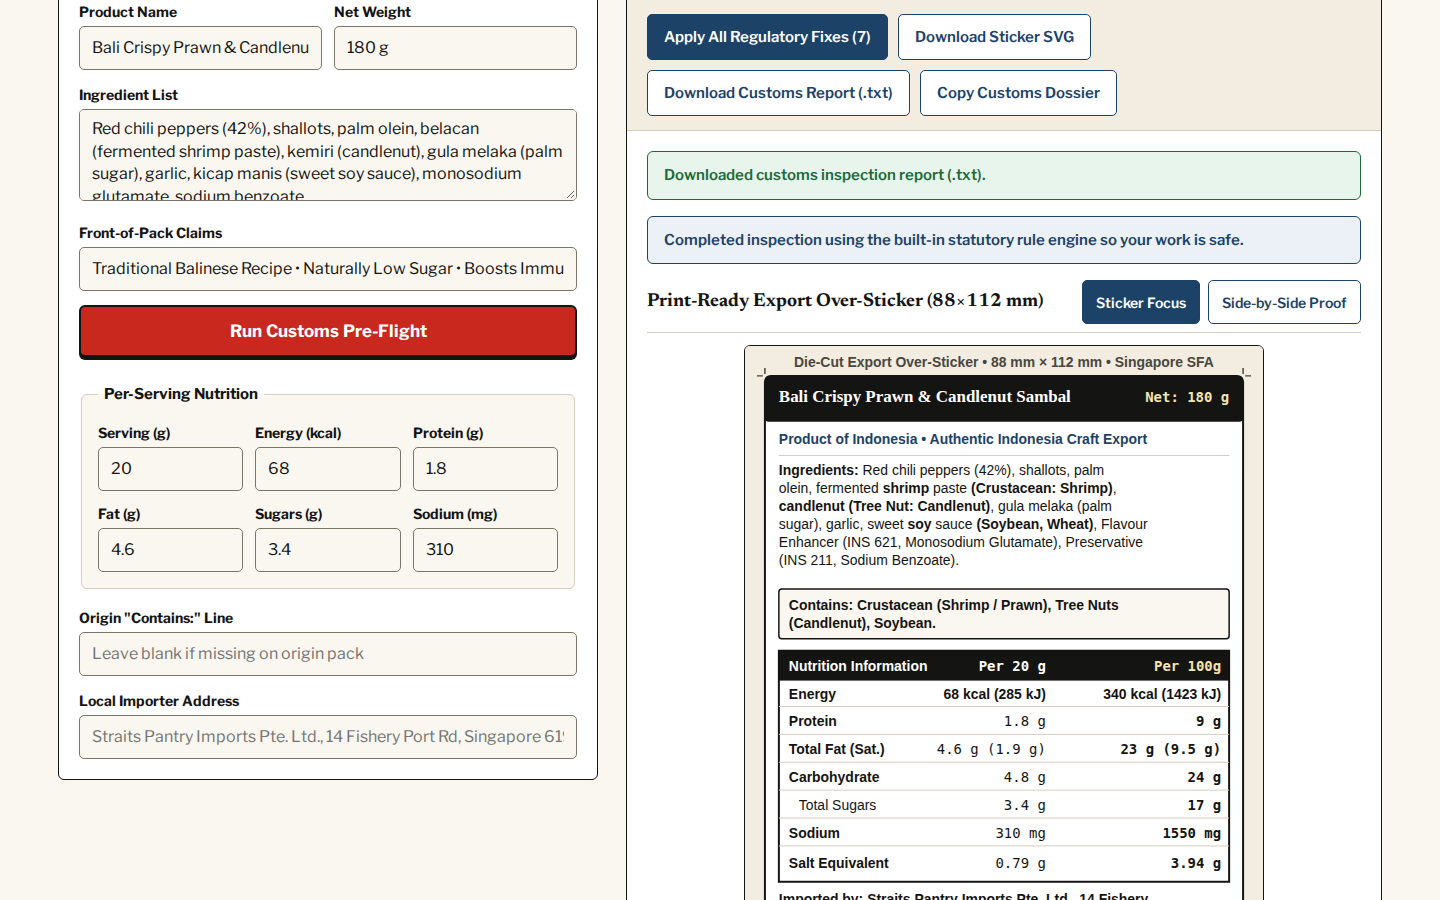 Product Name
Net Weight
Bali Crispy Prawn & Candlenu
180 g
Ingredient List
Red chili peppers (42%), shallots, palm olein, belacan
(fermented shrimp paste), kemiri (candlenut), gula melaka (palm
sugar), garlic, kicap manis (sweet soy sauce), monosodium
glutamate, sodium benzoate
Front-of-Pack Claims
Traditional Balinese Recipe • Naturally Low Sugar • Boosts Immu
Run Customs Pre-Flight
Per-Serving Nutrition
Serving (g)
Energy (kcal)
Protein (g)
20
68
1.8
Fat (g)
Sugars (g)
Sodium (mg)
4.6
3.4
310
Origin "Contains:" Line
Leave blank if missing on origin pack
Local Importer Address
Straits Pantry Imports Pte. Ltd., 14 Fishery Port Rd, Singapore 61
Apply All Regulatory Fixes (7)
Download Sticker SVG
Download Customs Report (.txt)
Copy Customs Dossier
Downloaded customs inspection report (.txt).
Completed inspection using the built-in statutory rule engine so your work is safe.
Print-Ready Export Over-Sticker (88×112 mm)
Sticker Focus
Side-by-Side Proof
Die-Cut Export Over-Sticker • 88 mm × 112 mm • Singapore SFA
Bali Crispy Prawn & Candlenut Sambal
Net: 180 g
Product of Indonesia • Authentic Indonesia Craft Export
Ingredients: Red chili peppers (42%), shallots, palm
olein, fermented shrimp paste (Crustacean: Shrimp),
candlenut (Tree Nut: Candlenut), gula melaka (palm
sugar), garlic, sweet soy sauce (Soybean, Wheat), Flavour
Enhancer (INS 621, Monosodium Glutamate), Preservative
(INS 211, Sodium Benzoate).
Contains: Crustacean (Shrimp / Prawn), Tree Nuts
(Candlenut), Soybean.
Nutrition Information Per 20 g Per 100g
Energy 68 kcal (285 kJ) 340 kcal (1423 kJ)
Protein 1.8 g 9 g
Total Fat (Sat.) 4.6 g (1.9 g) 23 g (9.5 g)
Carbohydrate 4.8 g 24 g
Total Sugars 3.4 g 17 g
Sodium 310 mg 1550 mg
Salt Equivalent 0.79 g 3.94 g
Imported by: Straits Pantry Imports Pte. Ltd., 14 Fishery